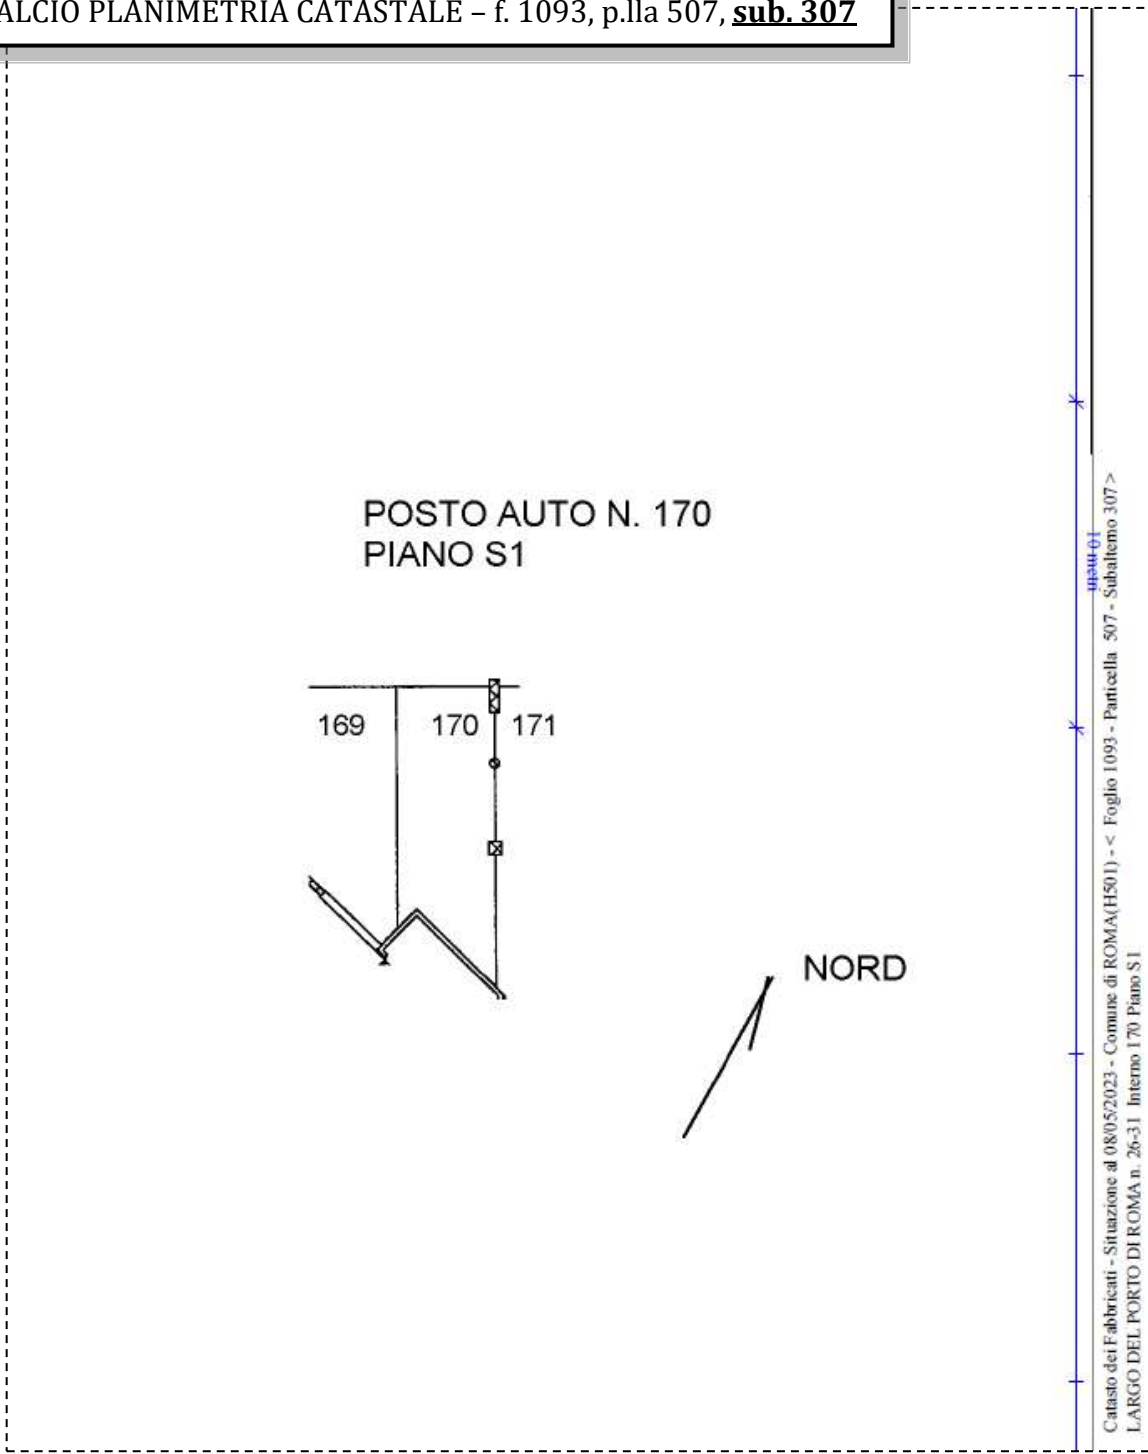 ALCIO PLANIMETRIA CATASTALE – f. 1093, p.lla 507, sub. 307
POSTO AUTO N. 170
PIANO S1
169
170
171
NORD
10 metri
Catasto dei Fabbricati - Situazione al 08/05/2023 - Comune di ROMA(H501) - < Foglio 1093 - Particella 507 - Subalterno 307 >
LARGO DEL PORTO DI ROMA n. 26-31 Interno 170 Piano S1